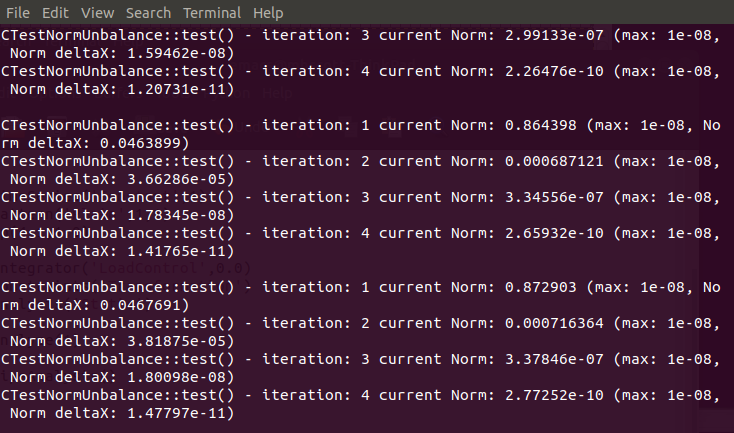 File Edit View Search Terminal Help
CTestNormUnbalance::test() - iteration: 3 current Norm: 2.99133e-07 (max: 1e-08,
 Norm deltaX: 1.59462e-08)
CTestNormUnbalance::test() - iteration: 4 current Norm: 2.26476e-10 (max: 1e-08,
 Norm deltaX: 1.20731e-11)
CTestNormUnbalance::test() - iteration: 1 current Norm: 0.864398 (max: 1e-08, No
rm deltaX: 0.0463899)
CTestNormUnbalance::test() - iteration: 2 current Norm: 0.000687121 (max: 1e-08,
 Norm deltaX: 3.66286e-05)
CTestNormUnbalance::test() - iteration: 3 current Norm: 3.34556e-07 (max: 1e-08,
 Norm deltaX: 1.78345e-08)
CTestNormUnbalance::test() - iteration: 4 current Norm: 2.65932e-10 (max: 1e-08,
 Norm deltaX: 1.41765e-11)
ntegrator('LoadControl',0.0)
CTestNormUnbalance::test() - iteration: 1 current Norm: 0.872903 (max: 1e-08, No
rm deltaX: 0.0467691)
CTestNormUnbalance::test() - iteration: 2 current Norm: 0.000716364 (max: 1e-08,
 Norm deltaX: 3.81875e-05)
CTestNormUnbalance::test() - iteration: 3 current Norm: 3.37846e-07 (max: 1e-08,
 Norm deltaX: 1.80098e-08)
CTestNormUnbalance::test() - iteration: 4 current Norm: 2.77252e-10 (max: 1e-08,
 Norm deltaX: 1.47797e-11)